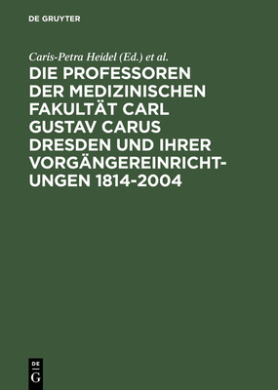 DE GRUYTER
Caris-Petra Heidel (Ed.) et al.
DIE PROFESSOREN
DER MEDIZINISCHEN
FAKULTÄT CARL
GUSTAV CARUS
DRESDEN UND IHRER
VORGÄNGEREINRICHT-
UNGEN 1814-2004
DE
G